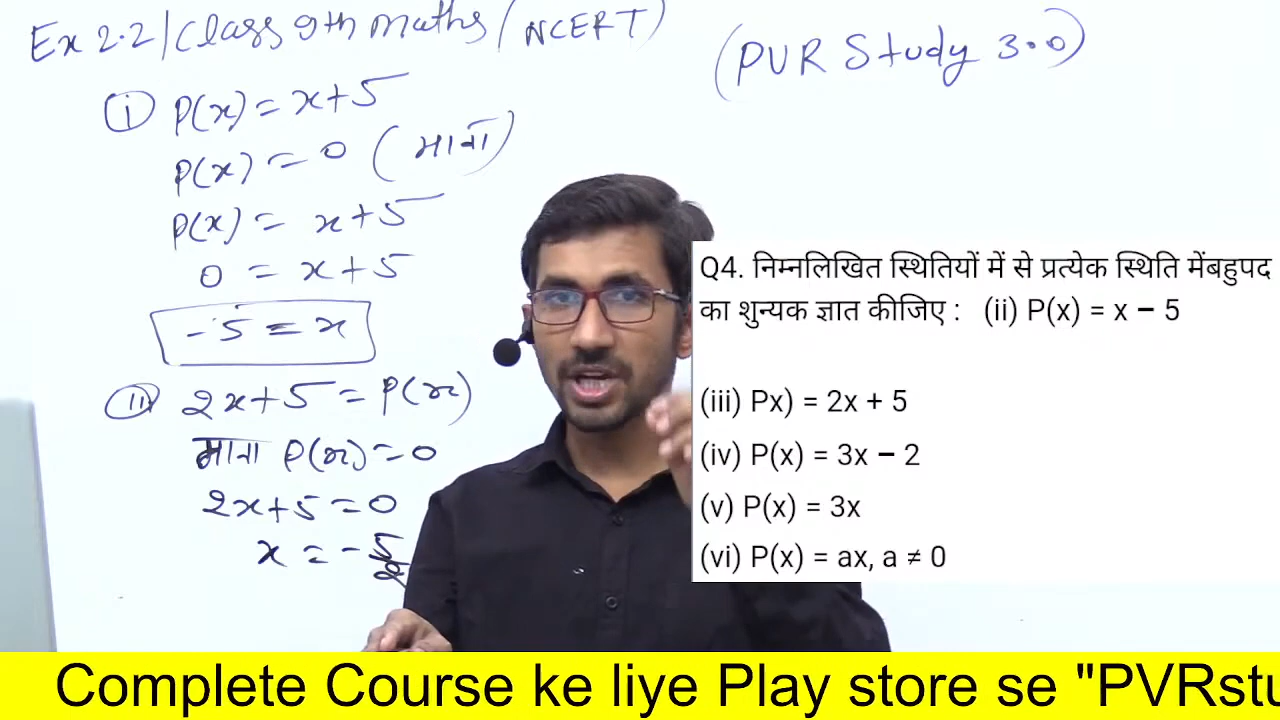 Ex 2.2 / Class 9th Maths / (NCERT)
(PVR Study 3.0)
(i) P(x) = x+5
P(x) = 0 (माना)
P(x) = x+5
0 = x+5
-5 = x
(ii) 2x+5 = P(x)
माना P(x) = 0
2x+5 = 0
x = -5/2
Q4. निम्नलिखित स्थितियों में से प्रत्येक स्थिति मेंबहुपद
का शुन्यक ज्ञात कीजिए : (ii) P(x) = x – 5
(iii) Px) = 2x + 5
(iv) P(x) = 3x – 2
(v) P(x) = 3x
(vi) P(x) = ax, a ≠ 0
Complete Course ke liye Play store se "PVRstu